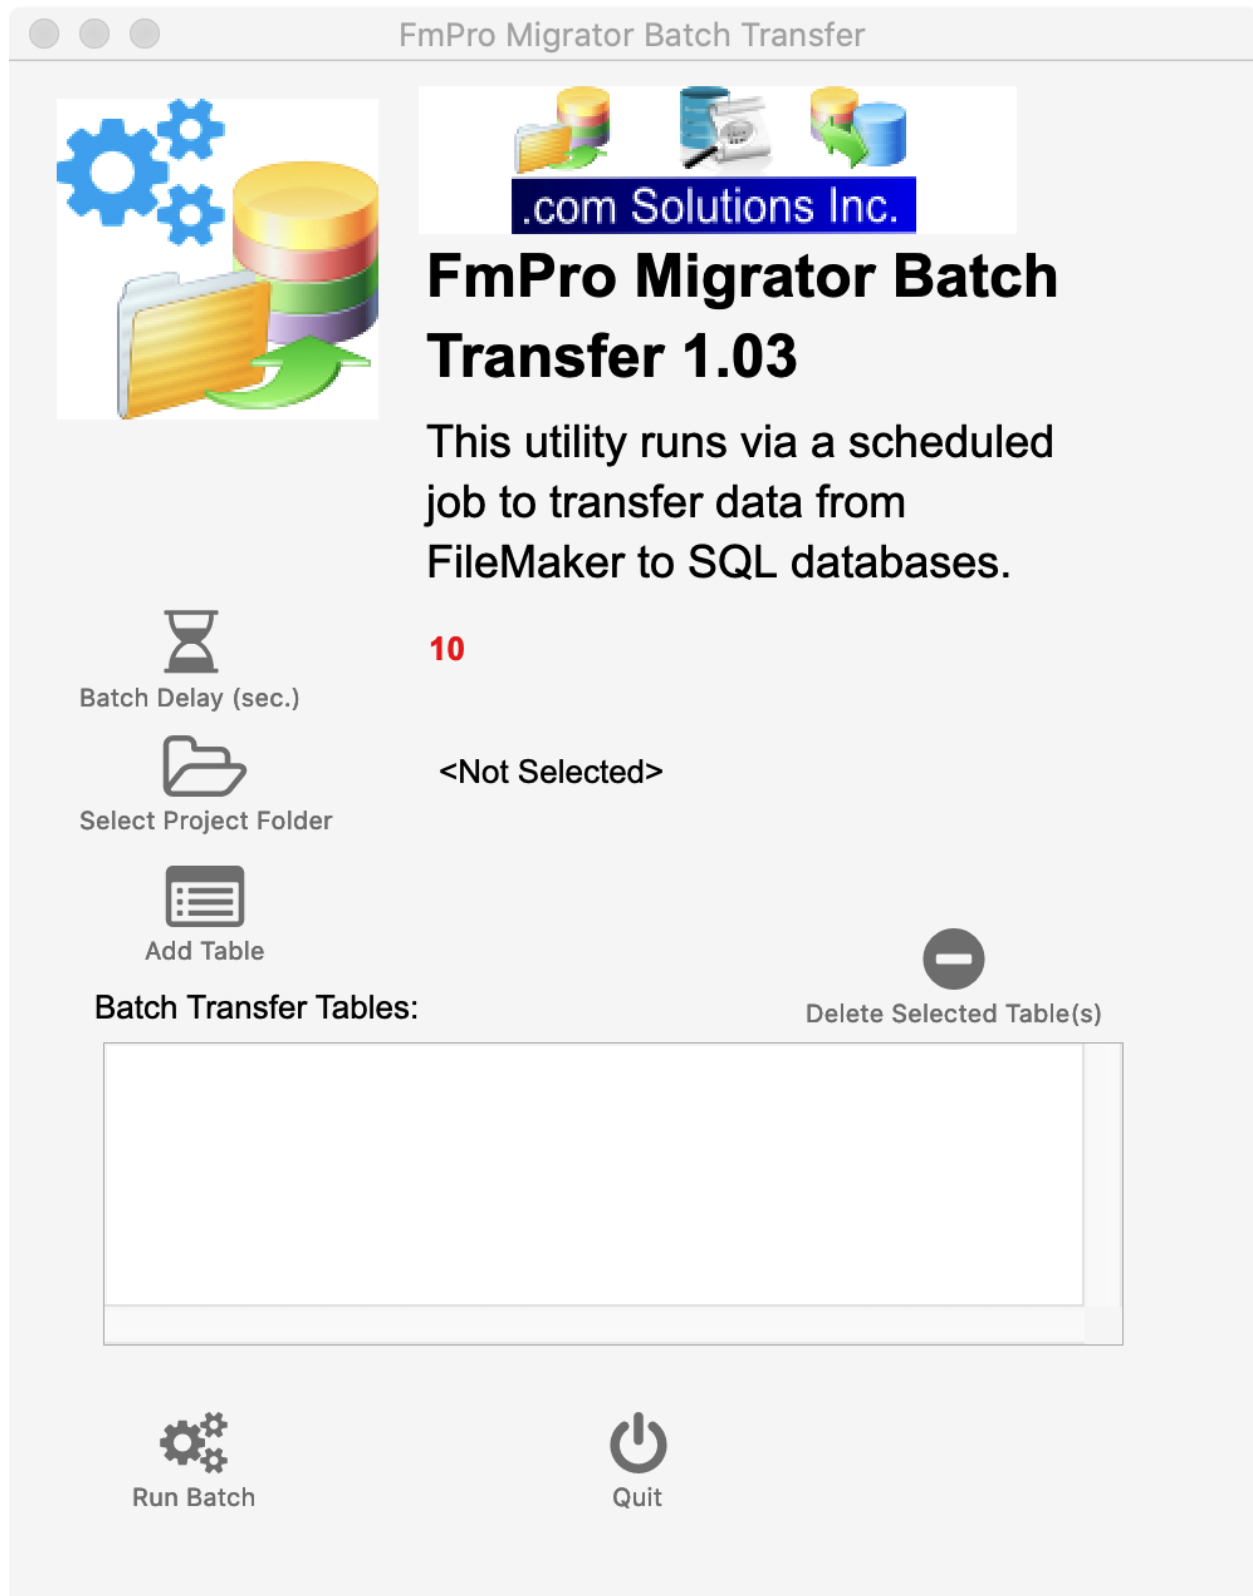 FmPro Migrator Batch Transfer
.com Solutions Inc.
FmPro Migrator Batch
Transfer 1.03
This utility runs via a scheduled
job to transfer data from
FileMaker to SQL databases.
10
Batch Delay (sec.)
<Not Selected>
Select Project Folder
Add Table
Batch Transfer Tables:
Delete Selected Table(s)
Run Batch
Quit